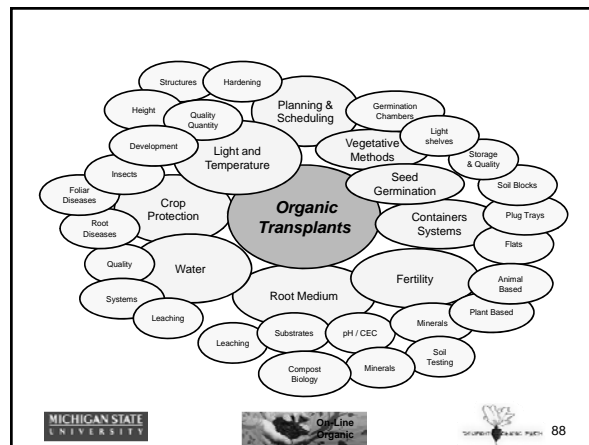 Structures
Hardening
Height
Quality
Quantity
Planning &
Scheduling
Germination
Chambers
Light
shelves
Development
Light and
Temperature
Vegetative
Methods
Storage
& Quality
Insects
Seed
Germination
Soil Blocks
Foliar
Diseases
Crop
Protection
Organic
Transplants
Containers
Systems
Plug Trays
Root
Diseases
Flats
Quality
Water
Fertility
Animal
Based
Systems
Root Medium
Plant Based
Leaching
Leaching
Substrates
pH / CEC
Minerals
Soil
Testing
Compost
Biology
Minerals
MICHIGAN STATE
UNIVERSITY
On-Line
Organic
88